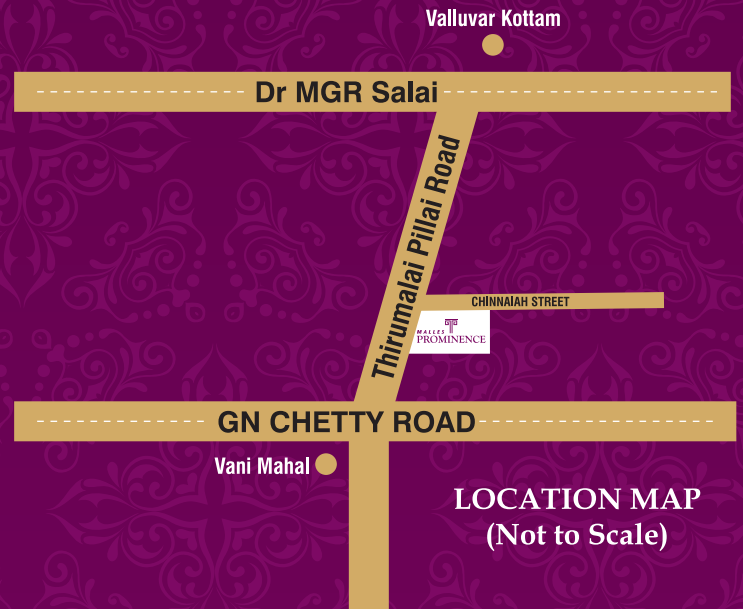 Valluvar Kottam
Dr MGR Salai
Thirumalai Pillai Road
CHINNAIAH STREET
MALLES
PROMINENCE
GN CHETTY ROAD
Vani Mahal
LOCATION MAP
(Not to Scale)